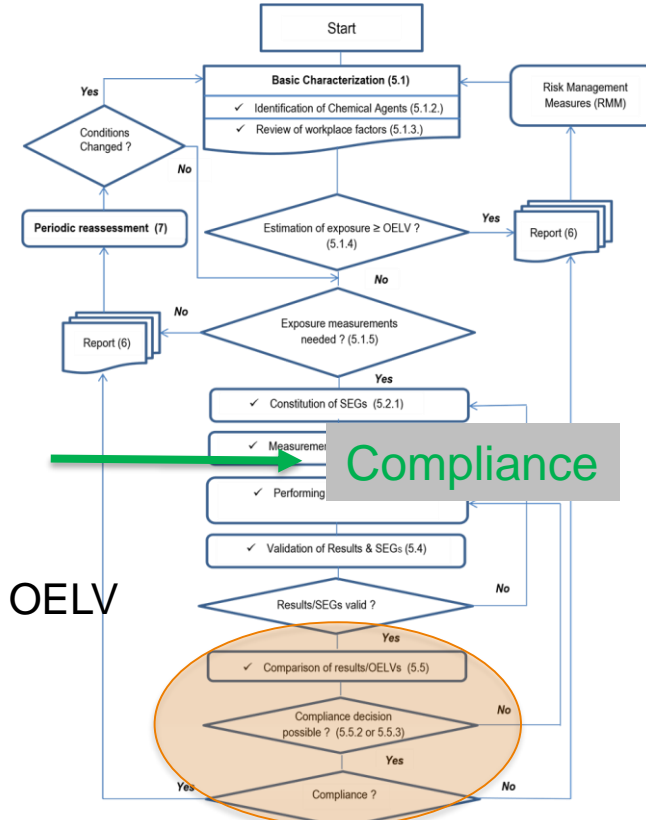 Start
Basic Characterization (5.1)
✓ Identification of Chemical Agents (5.1.2.)
✓ Review of workplace factors (5.1.3.)
Risk Management
Measures (RMM)
Yes
Conditions
Changed ?
No
Periodic reassessment (7)
Estimation of exposure ≥ OELV ?
(5.1.4)
Yes
Report (6)
No
No
Exposure measurements
needed ? (5.1.5)
Report (6)
Yes
✓ Constitution of SEGs (5.2.1)
✓ Measuremen
Compliance
✓ Performing
✓ Validation of Results & SEGs (5.4)
OELV
Results/SEGs valid ?
No
Yes
✓ Comparison of results/OELVs (5.5)
Compliance decision
possible ? (5.5.2 or 5.5.3)
No
Yes
Yes
Compliance ?
No